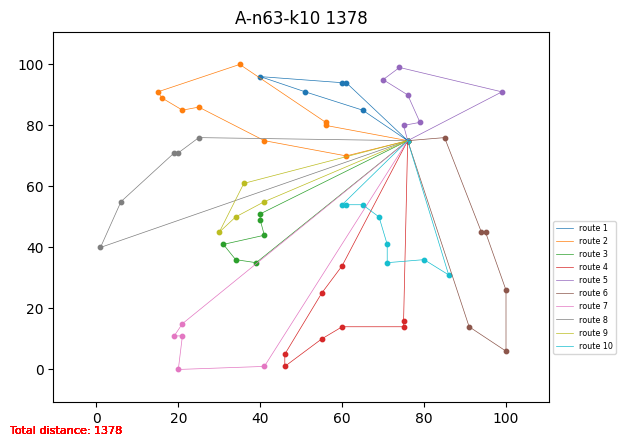 A-n63-k10 1378
100
80
60
40
20
0
0 20 40 60 80 100
route 1
route 2
route 3
route 4
route 5
route 6
route 7
route 8
route 9
route 10
Total distance: 1378